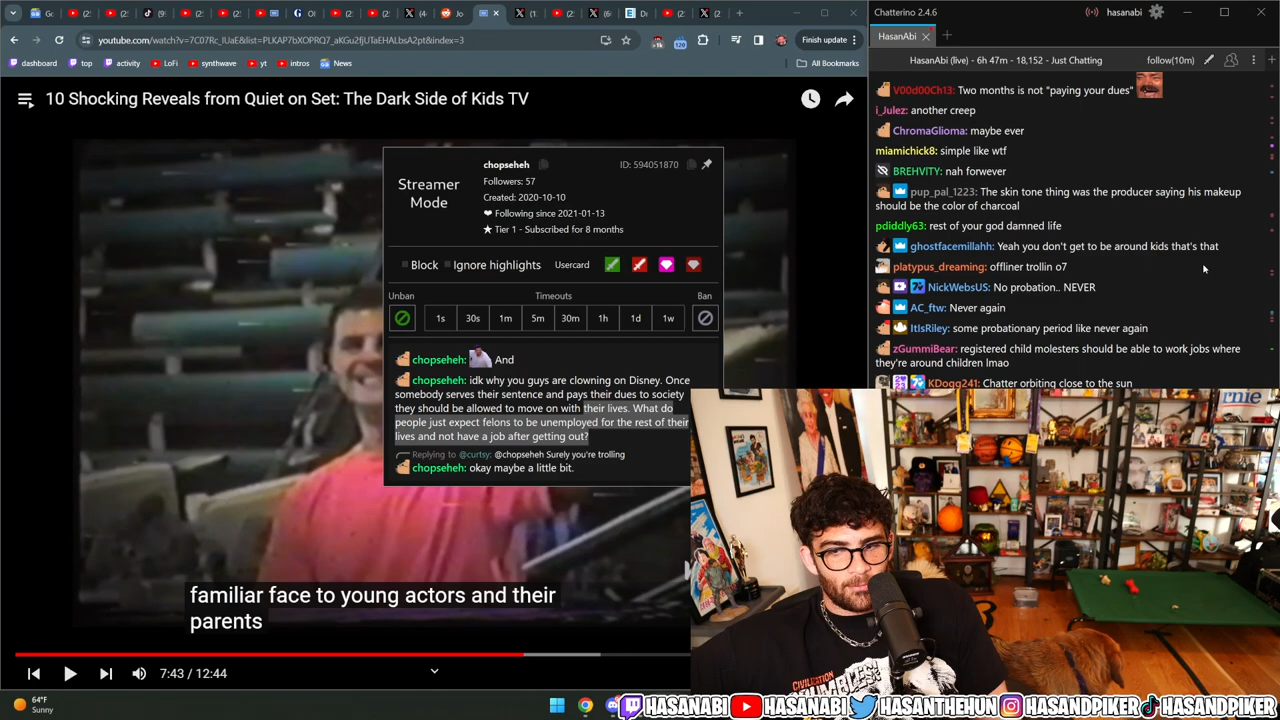 Finish update
youtube.com/watch?v=7C07Rc_IUaE&list=PLKAP7bXOPRQ7_aKGu2fjUTaEHALbsA2pt&index=3
dashboard top activity LoFi synthwave yt intros News
All Bookmarks
10 Shocking Reveals from Quiet on Set: The Dark Side of Kids TV
Streamer
Mode
chopseheh
ID: 594051870
Followers: 57
Created: 2020-10-10
❤ Following since 2021-01-13
★ Tier 1 - Subscribed for 8 months
Block Ignore highlights Usercard
Unban Timeouts Ban
1s 30s 1m 5m 30m 1h 1d 1w
chopseheh: And
chopseheh: idk why you guys are clowning on Disney. Once
somebody serves their sentence and pays their dues to society
they should be allowed to move on with their lives. What do
people just expect felons to be unemployed for the rest of their
lives and not have a job after getting out?
Replying to @curtsy: @chopseheh Surely you're trolling
chopseheh: okay maybe a little bit.
familiar face to young actors and their
parents
7:43 / 12:44
64°F
Sunny
Chatterino 2.4.6
hasanabi
HasanAbi
HasanAbi (live) - 6h 47m - 18,152 - Just Chatting
follow(10m)
V00d00Ch13: Two months is not "paying your dues"
i_Julez: another creep
ChromaGlioma: maybe ever
miamichick8: simple like wtf
BREHVITY: nah forwever
pup_pal_1223: The skin tone thing was the producer saying his makeup
should be the color of charcoal
pdiddly63: rest of your god damned life
ghostfacemillahh: Yeah you don't get to be around kids that's that
platypus_dreaming: offliner trollin o7
NickWebsUS: No probation.. NEVER
AC_ftw: Never again
ItIsRiley: some probationary period like never again
zGummiBear: registered child molesters should be able to work jobs where
they're around children lmao
KDogg241: Chatter orbiting close to the sun
ernie
CIVILIZATION
HASANABI HASANABI HASANTHEHUN HASANDPIKER HASANDPIKER